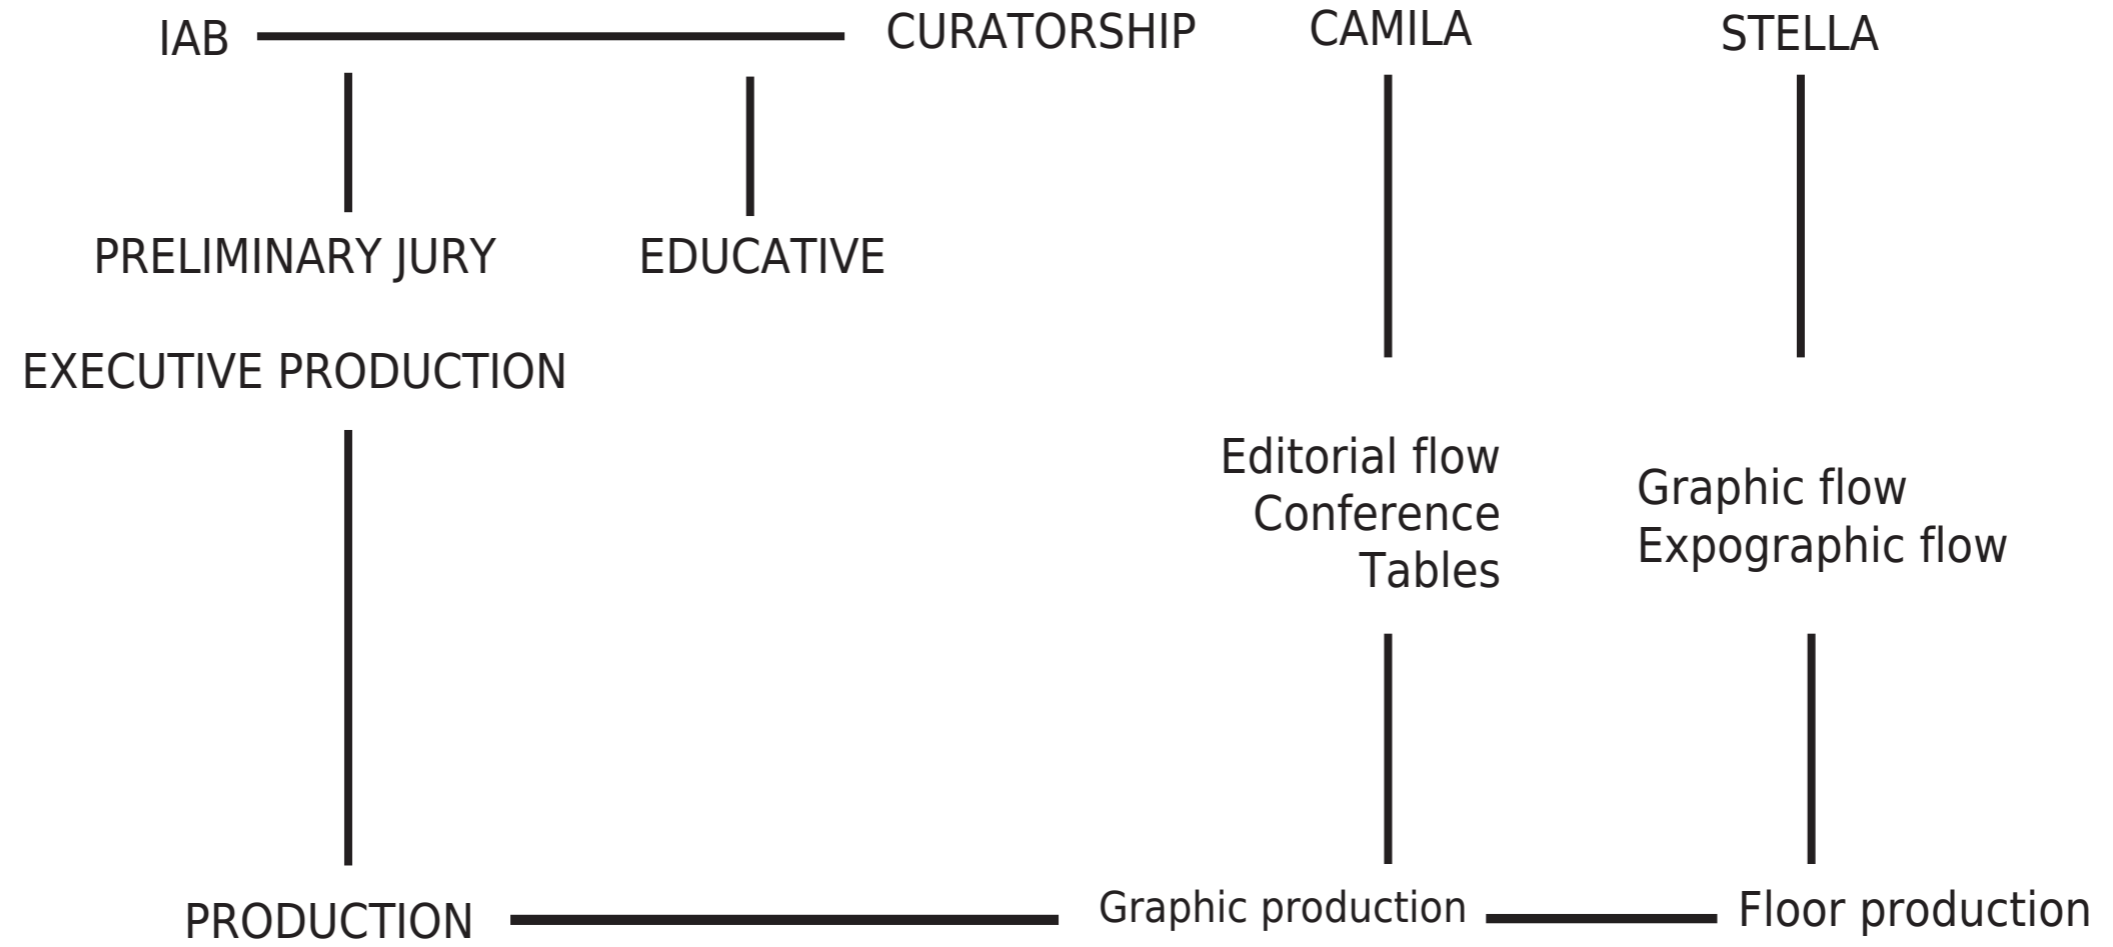 IAB
CURATORSHIP
CAMILA
STELLA
PRELIMINARY JURY
EDUCATIVE
EXECUTIVE PRODUCTION
Editorial flow
Conference
Tables
Graphic flow
Expographic flow
PRODUCTION
Graphic production
Floor production